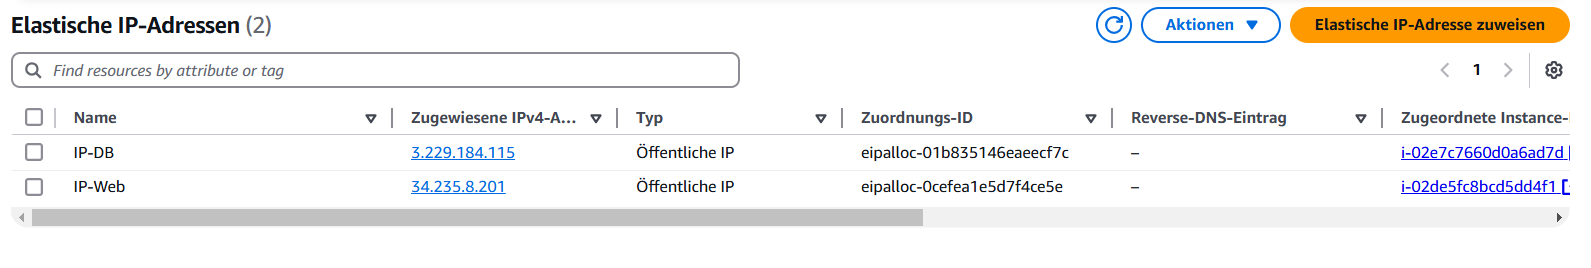 Elastische IP-Adressen (2)
Aktionen
Elastische IP-Adresse zuweisen
Find resources by attribute or tag
1
Name Zugewiesene IPv4-A... Typ Zuordnungs-ID Reverse-DNS-Eintrag Zugeordnete Instance-
IP-DB 3.229.184.115 Öffentliche IP eipalloc-01b835146eaeecf7c – i-02e7c7660d0a6ad7d
IP-Web 34.235.8.201 Öffentliche IP eipalloc-0cefea1e5d7f4ce5e – i-02de5fc8bcd5dd4f1